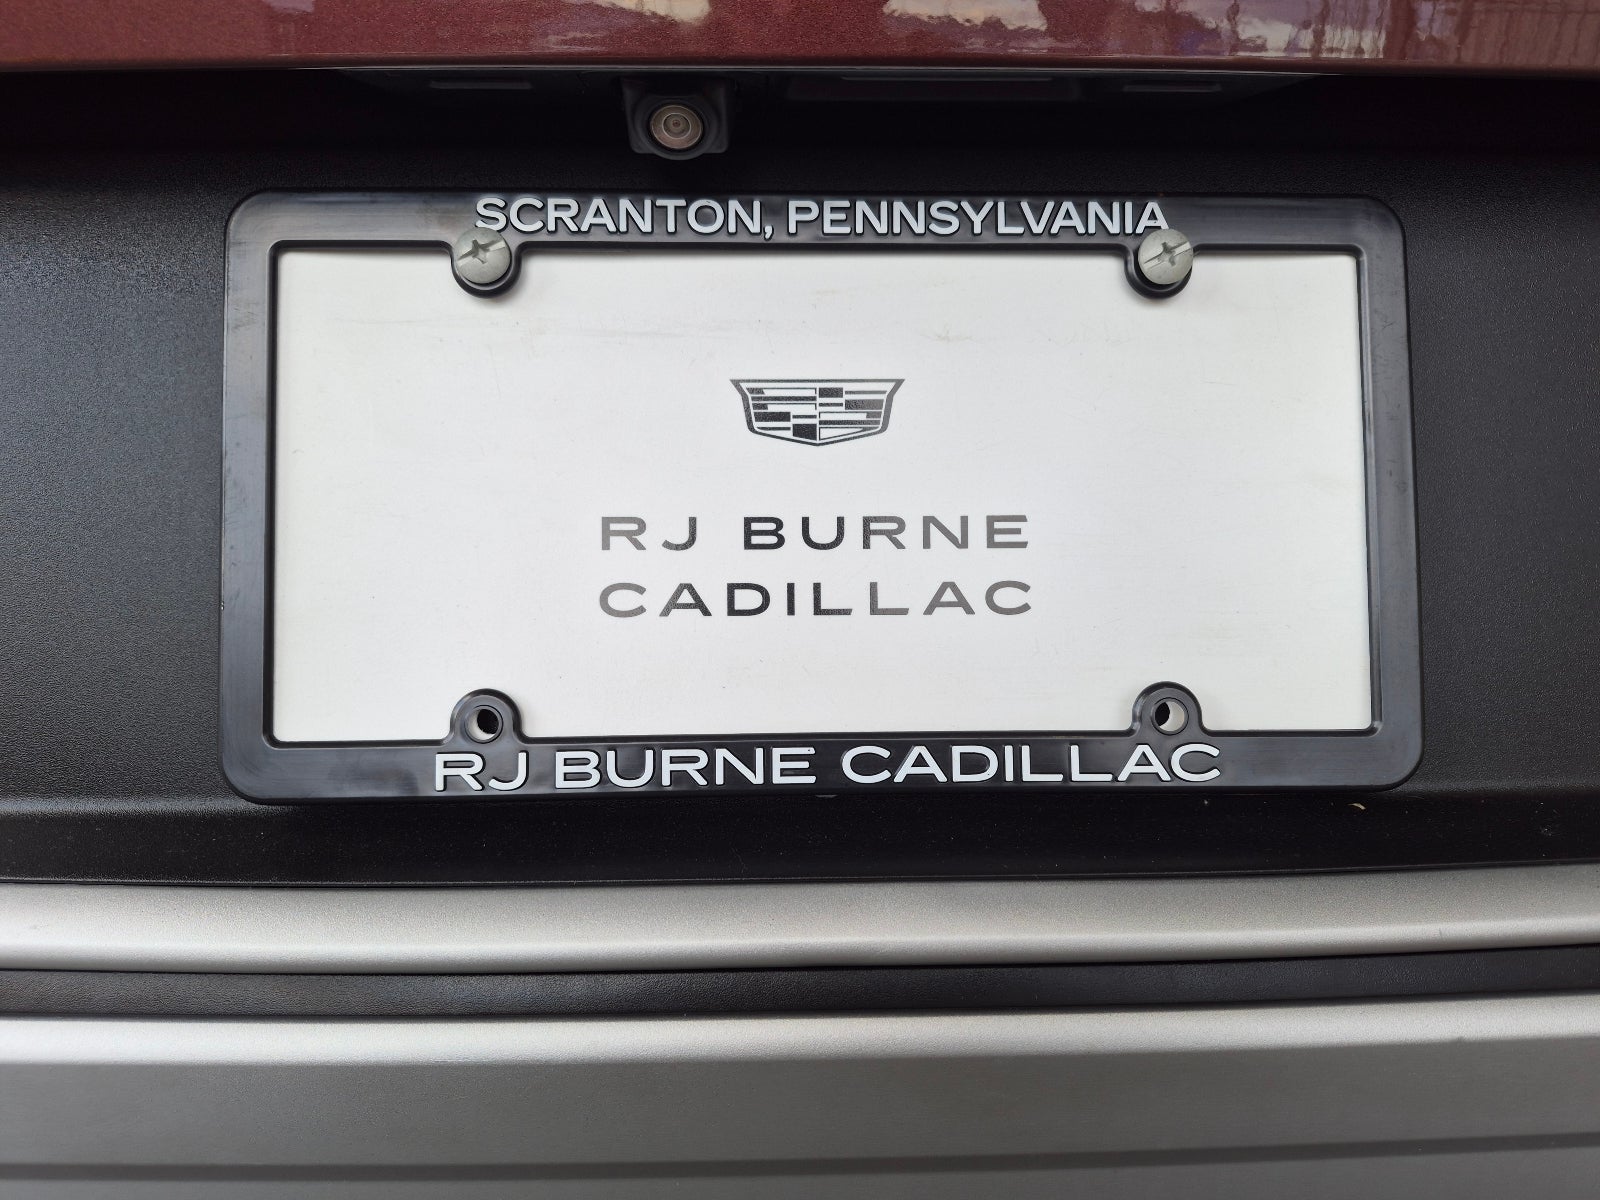 SCRANTON, PENNSYLVANIA
RJ BURNE
CADILLAC
RJ BURNE CADILLAC